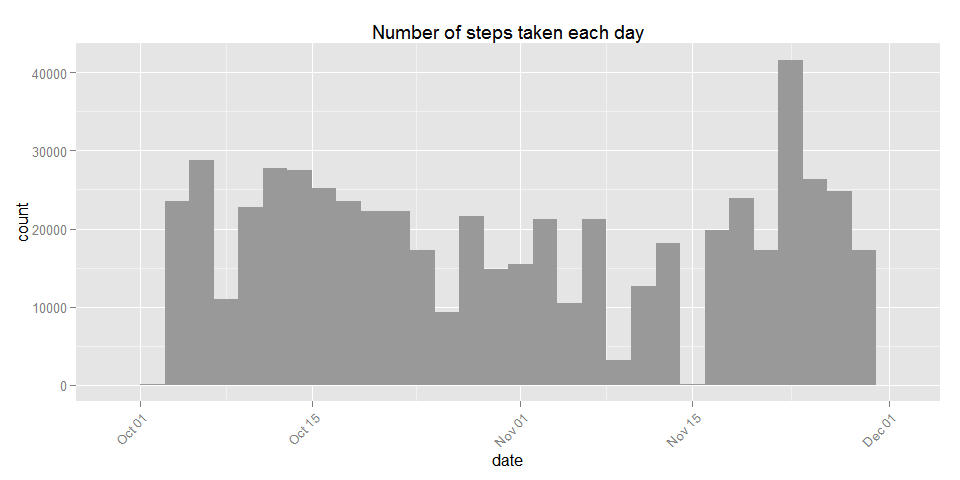 Number of steps taken each day
count
40000
30000
20000
10000
0
Oct 01
Oct 15
Nov 01
Nov 15
Dec 01
date